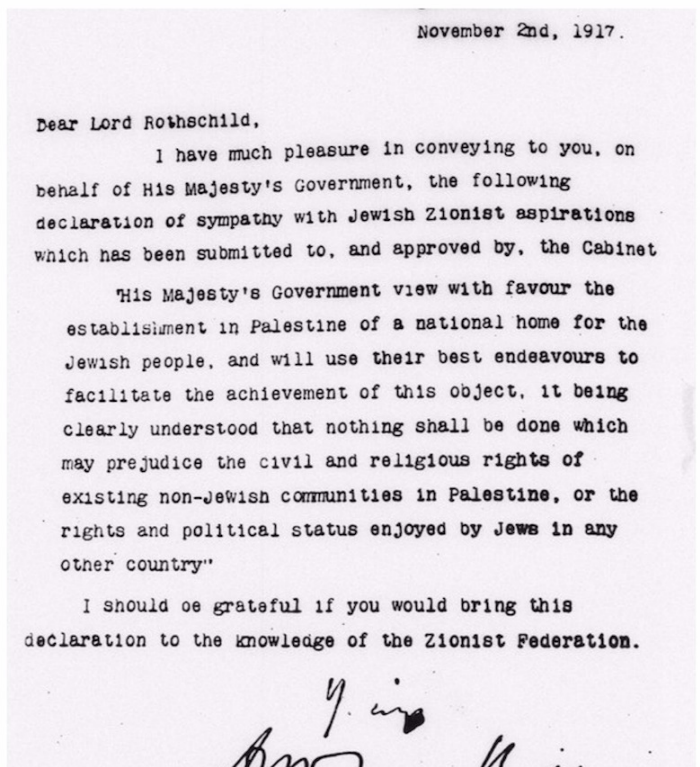 November 2nd, 1917.
Dear Lord Rothschild,
I have much pleasure in conveying to you, on
behalf of His Majesty's Government, the following
declaration of sympathy with Jewish Zionist aspirations
which has been submitted to, and approved by, the Cabinet
"His Majesty's Government view with favour the
establishment in Palestine of a national home for the
Jewish people, and will use their best endeavours to
facilitate the achievement of this object, it being
clearly understood that nothing shall be done which
may prejudice the civil and religious rights of
existing non-Jewish communities in Palestine, or the
rights and political status enjoyed by Jews in any
other country"
I should be grateful if you would bring this
declaration to the knowledge of the Zionist Federation.